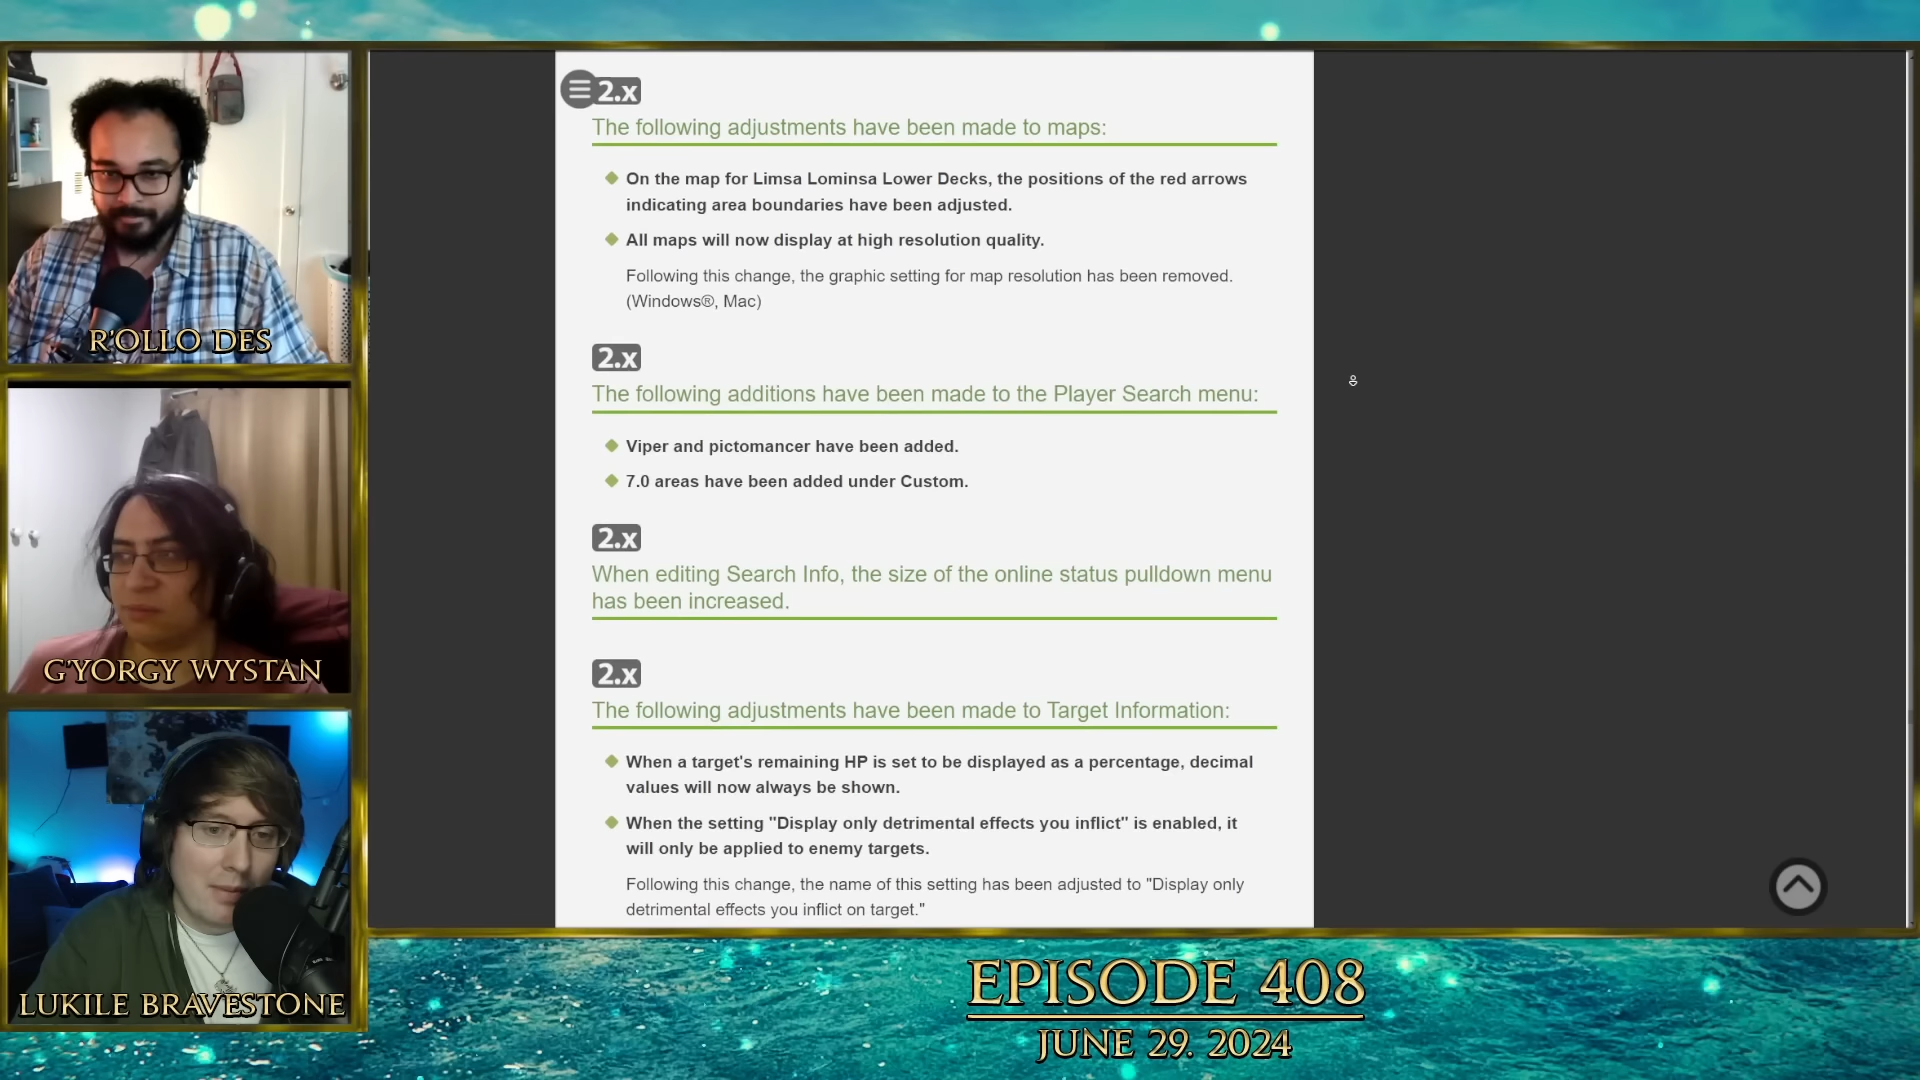 R'OLLO DES
G'YORGY WYSTAN
LUKILE BRAVESTONE
2.x
The following adjustments have been made to maps:
On the map for Limsa Lominsa Lower Decks, the positions of the red arrows
indicating area boundaries have been adjusted.
All maps will now display at high resolution quality.
Following this change, the graphic setting for map resolution has been removed.
(Windows®, Mac)
2.x
The following additions have been made to the Player Search menu:
Viper and pictomancer have been added.
7.0 areas have been added under Custom.
2.x
When editing Search Info, the size of the online status pulldown menu
has been increased.
2.x
The following adjustments have been made to Target Information:
When a target's remaining HP is set to be displayed as a percentage, decimal
values will now always be shown.
When the setting "Display only detrimental effects you inflict" is enabled, it
will only be applied to enemy targets.
Following this change, the name of this setting has been adjusted to "Display only
detrimental effects you inflict on target."
EPISODE 408
JUNE 29. 2024